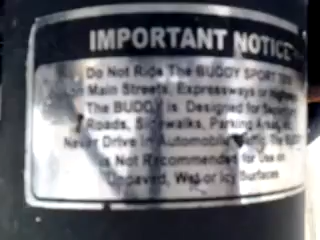 IMPORTANT NOTICE
Do Not Ride The BUDDY SPORT
on Main Streets, Expressways or Highways
The BUDDY is Designed for
Roads, Sidewalks, Parking Areas,
Never Drive in Automobile The BUDDY
is Not Recommended for Use on
Unpaved, Wet or Icy Surfaces